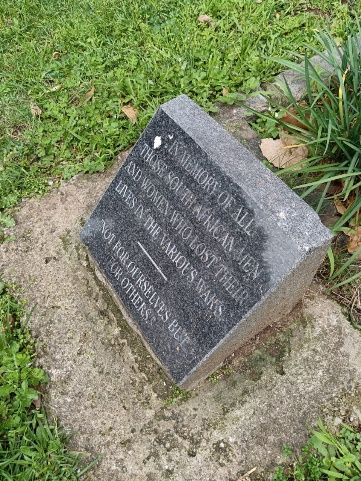 IN MEMORY OF ALL
THOSE SOUTH AFRICAN MEN
AND WOMEN WHO LOST THEIR
LIVES IN THE VARIOUS WARS
NOT FOR OURSELVES BUT
FOR OTHERS